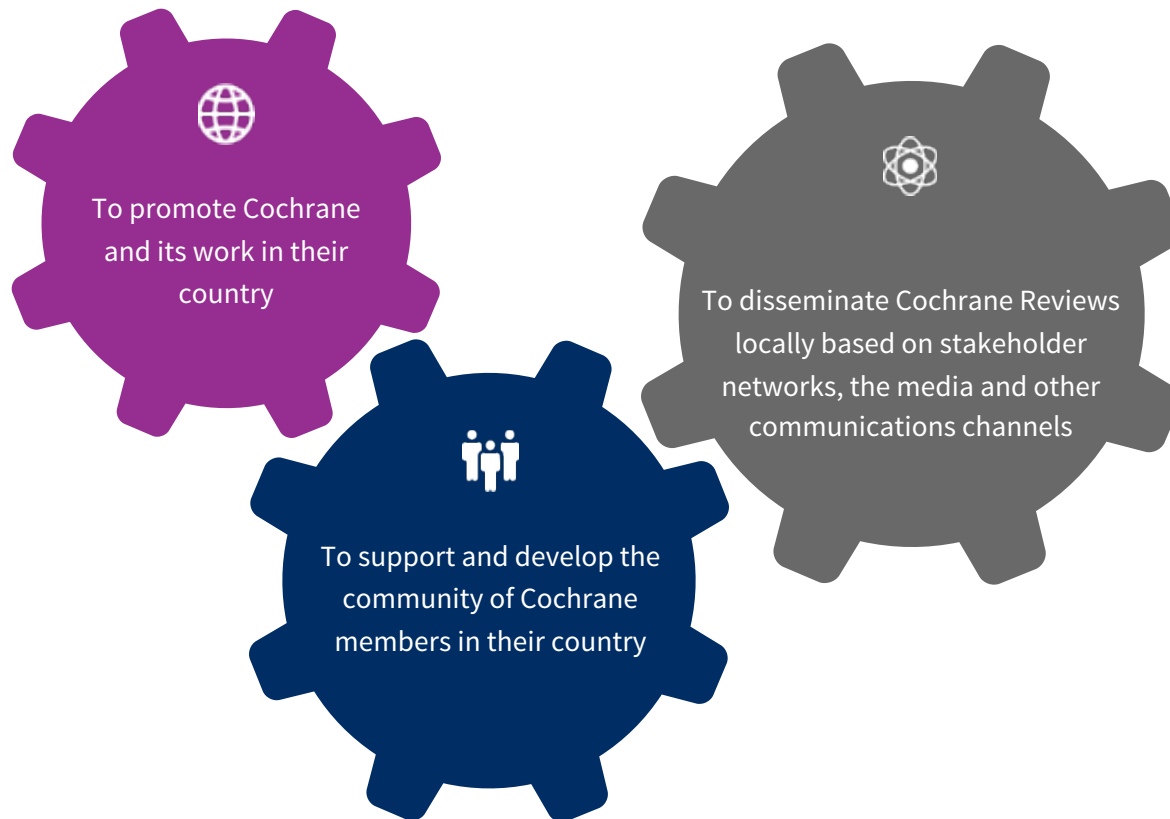 To promote Cochrane
and its work in their
country
To support and develop the
community of Cochrane
members in their country
To disseminate Cochrane Reviews
locally based on stakeholder
networks, the media and other
communications channels